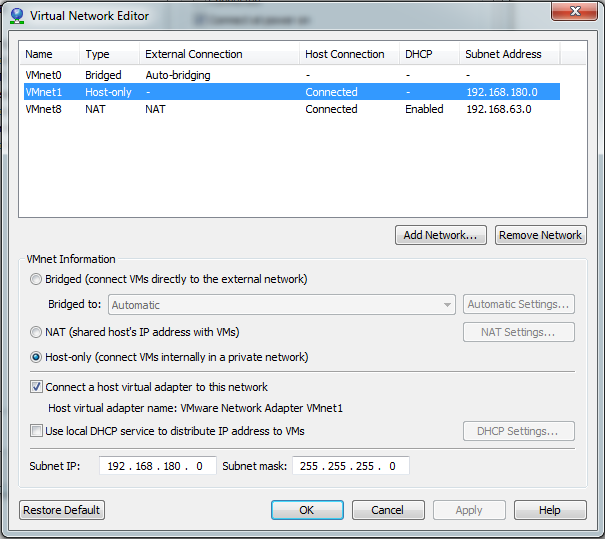 Virtual Network Editor
Name Type External Connection Host Connection DHCP Subnet Address
VMnet0 Bridged Auto-bridging - - -
VMnet1 Host-only - Connected - 192.168.180.0
VMnet8 NAT NAT Connected Enabled 192.168.63.0
Add Network... Remove Network
VMnet Information
Bridged (connect VMs directly to the external network)
Bridged to: Automatic Automatic Settings...
NAT (shared host's IP address with VMs) NAT Settings...
Host-only (connect VMs internally in a private network)
Connect a host virtual adapter to this network
Host virtual adapter name: VMware Network Adapter VMnet1
Use local DHCP service to distribute IP address to VMs DHCP Settings...
Subnet IP: 192 . 168 . 180 . 0 Subnet mask: 255 . 255 . 255 . 0
Restore Default OK Cancel Apply Help